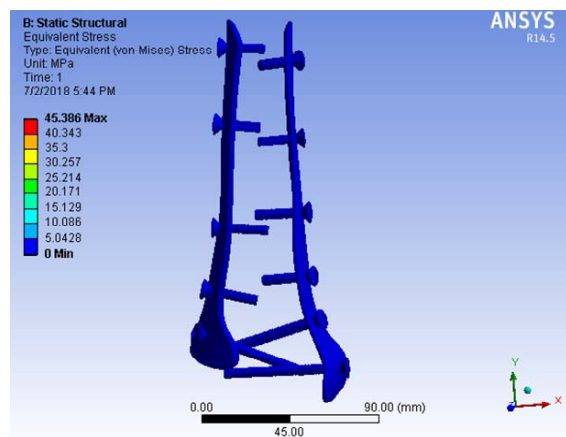 B: Static Structural
Equivalent Stress
Type: Equivalent (von-Mises) Stress
Unit: MPa
Time: 1
7/2/2018 5:44 PM
45.386 Max
40.343
35.3
30.257
25.214
20.171
15.129
10.086
5.0428
0 Min
ANSYS
R14.5
0.00
90.00 (mm)
45.00
Y
X